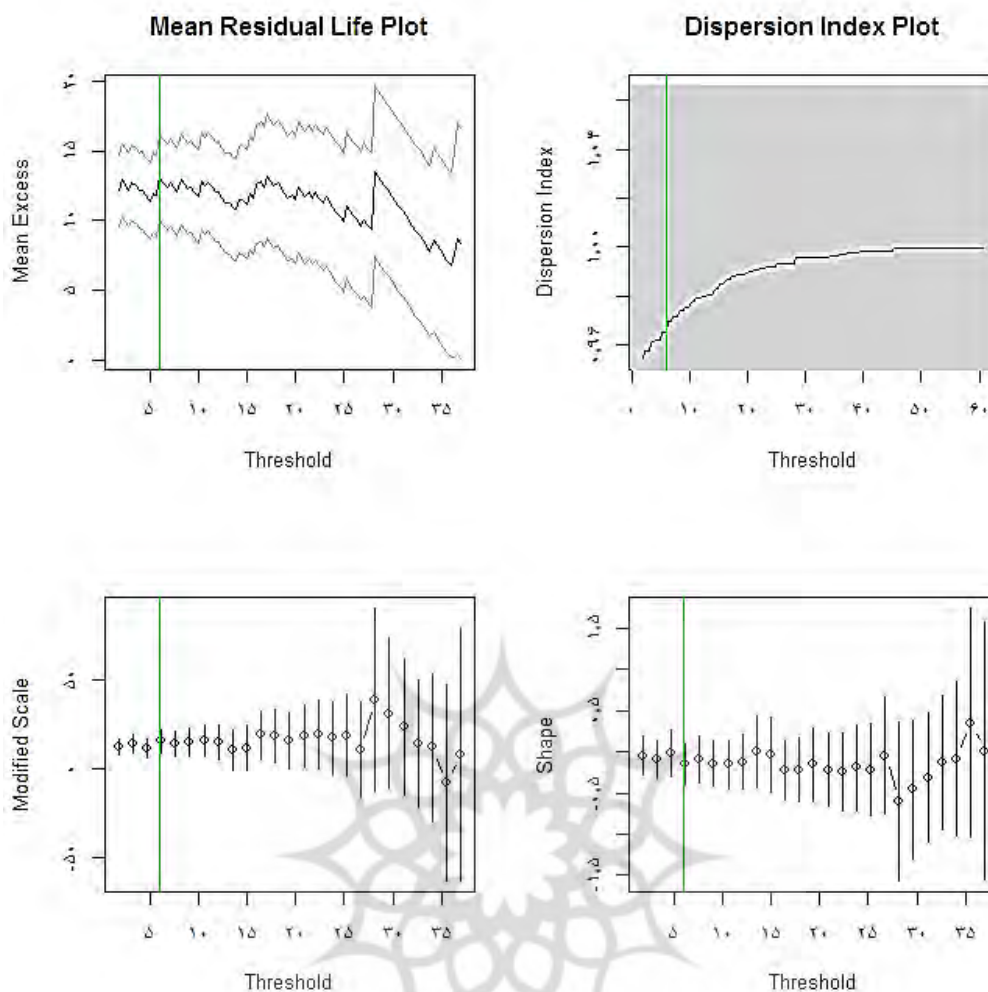 Mean Residual Life Plot
Mean Excess
۲۰
۱۵
۱۰
۵
۰
۵ ۱۰ ۱۵ ۲۰ ۲۵ ۳۰ ۳۵
Threshold
Dispersion Index Plot
Dispersion Index
۱٫۰۴
۱٫۰۰
۰٫۹۶
۰ ۱۰ ۲۰ ۳۰ ۴۰ ۵۰ ۶۰
Threshold
Modified Scale
۵۰
۰
-۵۰
۵ ۱۰ ۱۵ ۲۰ ۲۵ ۳۰ ۳۵
Threshold
Shape
۱٫۵
۰٫۵
-۰٫۵
-۱٫۵
۵ ۱۰ ۱۵ ۲۰ ۲۵ ۳۰ ۳۵
Threshold